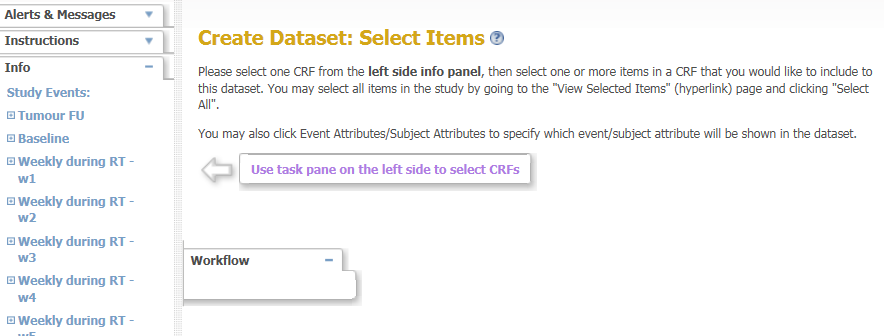 Alerts & Messages
Instructions
Info
Study Events:
Tumour FU
Baseline
Weekly during RT -
w1
Weekly during RT -
w2
Weekly during RT -
w3
Weekly during RT -
w4
Weekly during RT -
w5
Create Dataset: Select Items
Please select one CRF from the left side info panel, then select one or more items in a CRF that you would like to include to
this dataset. You may select all items in the study by going to the "View Selected Items" (hyperlink) page and clicking "Select
All".
You may also click Event Attributes/Subject Attributes to specify which event/subject attribute will be shown in the dataset.
Use task pane on the left side to select CRFs
Workflow